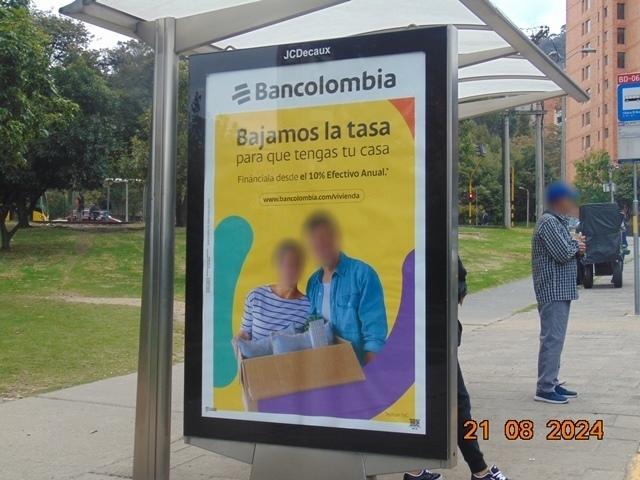 JCDecaux
Bancolombia
Bajamos la tasa
para que tengas tu casa
Financiala desde el 10% Efectivo Anual.*
www.bancolombia.com/vivienda
BD-06
21 08 2024